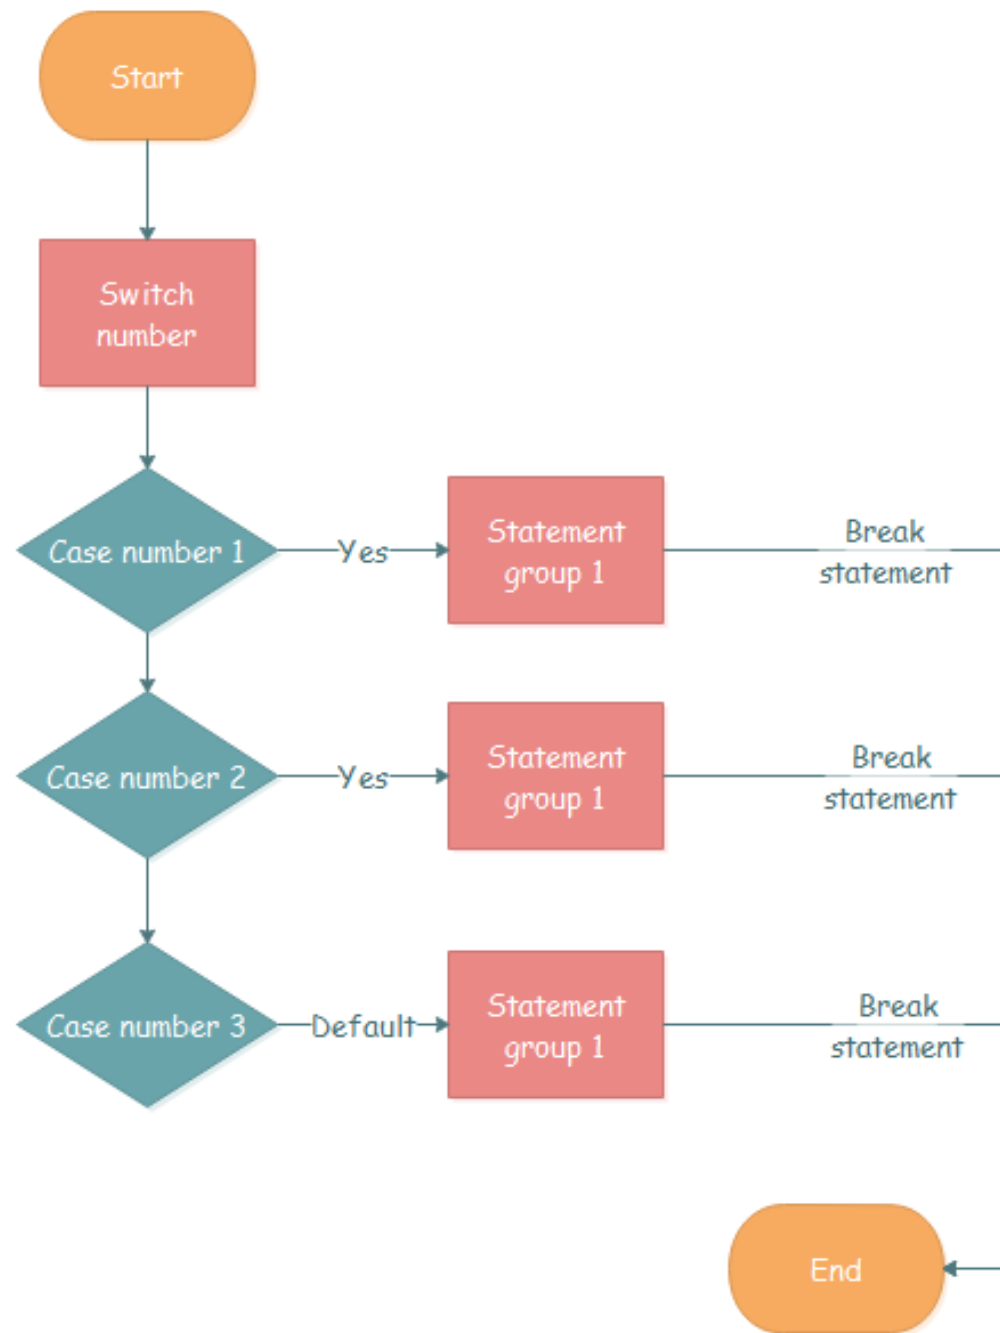 Start
Switch
number
Case number 1
Yes
Statement
group 1
Break
statement
Case number 2
Yes
Statement
group 1
Break
statement
Case number 3
Default
Statement
group 1
Break
statement
End